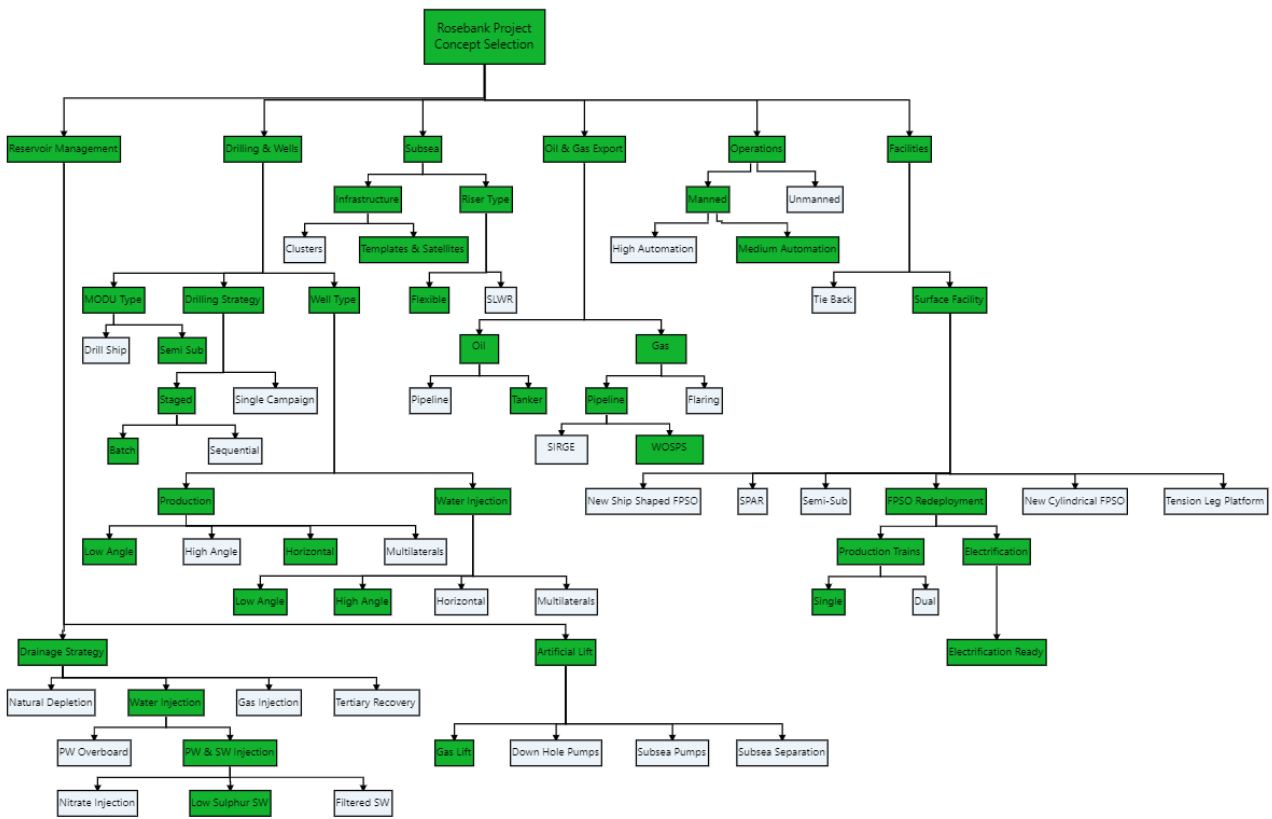 Rosebank Project
Concept Selection
Reservoir Management
Drilling & Wells
Subsea
Oil & Gas Export
Operations
Facilities
Infrastructure
Riser Type
Manned
Unmanned
Clusters
Templates & Satellites
High Automation
Medium Automation
MODU Type
Drilling Strategy
Well Type
Flexible
SLWR
Tie Back
Surface Facility
Drill Ship
Semi Sub
Oil
Gas
Staged
Single Campaign
Pipeline
Tanker
Pipeline
Flaring
Batch
Sequential
SIRGE
WOSPS
Production
Water Injection
New Ship Shaped FPSO
SPAR
Semi-Sub
FPSO Redeployment
New Cylindrical FPSO
Tension Leg Platform
Low Angle
High Angle
Horizontal
Multilaterals
Production Trains
Electrification
Low Angle
High Angle
Horizontal
Multilaterals
Single
Dual
Drainage Strategy
Artificial Lift
Electrification Ready
Natural Depletion
Water Injection
Gas Injection
Tertiary Recovery
PW Overboard
PW & SW Injection
Gas Lift
Down Hole Pumps
Subsea Pumps
Subsea Separation
Nitrate Injection
Low Sulphur SW
Filtered SW